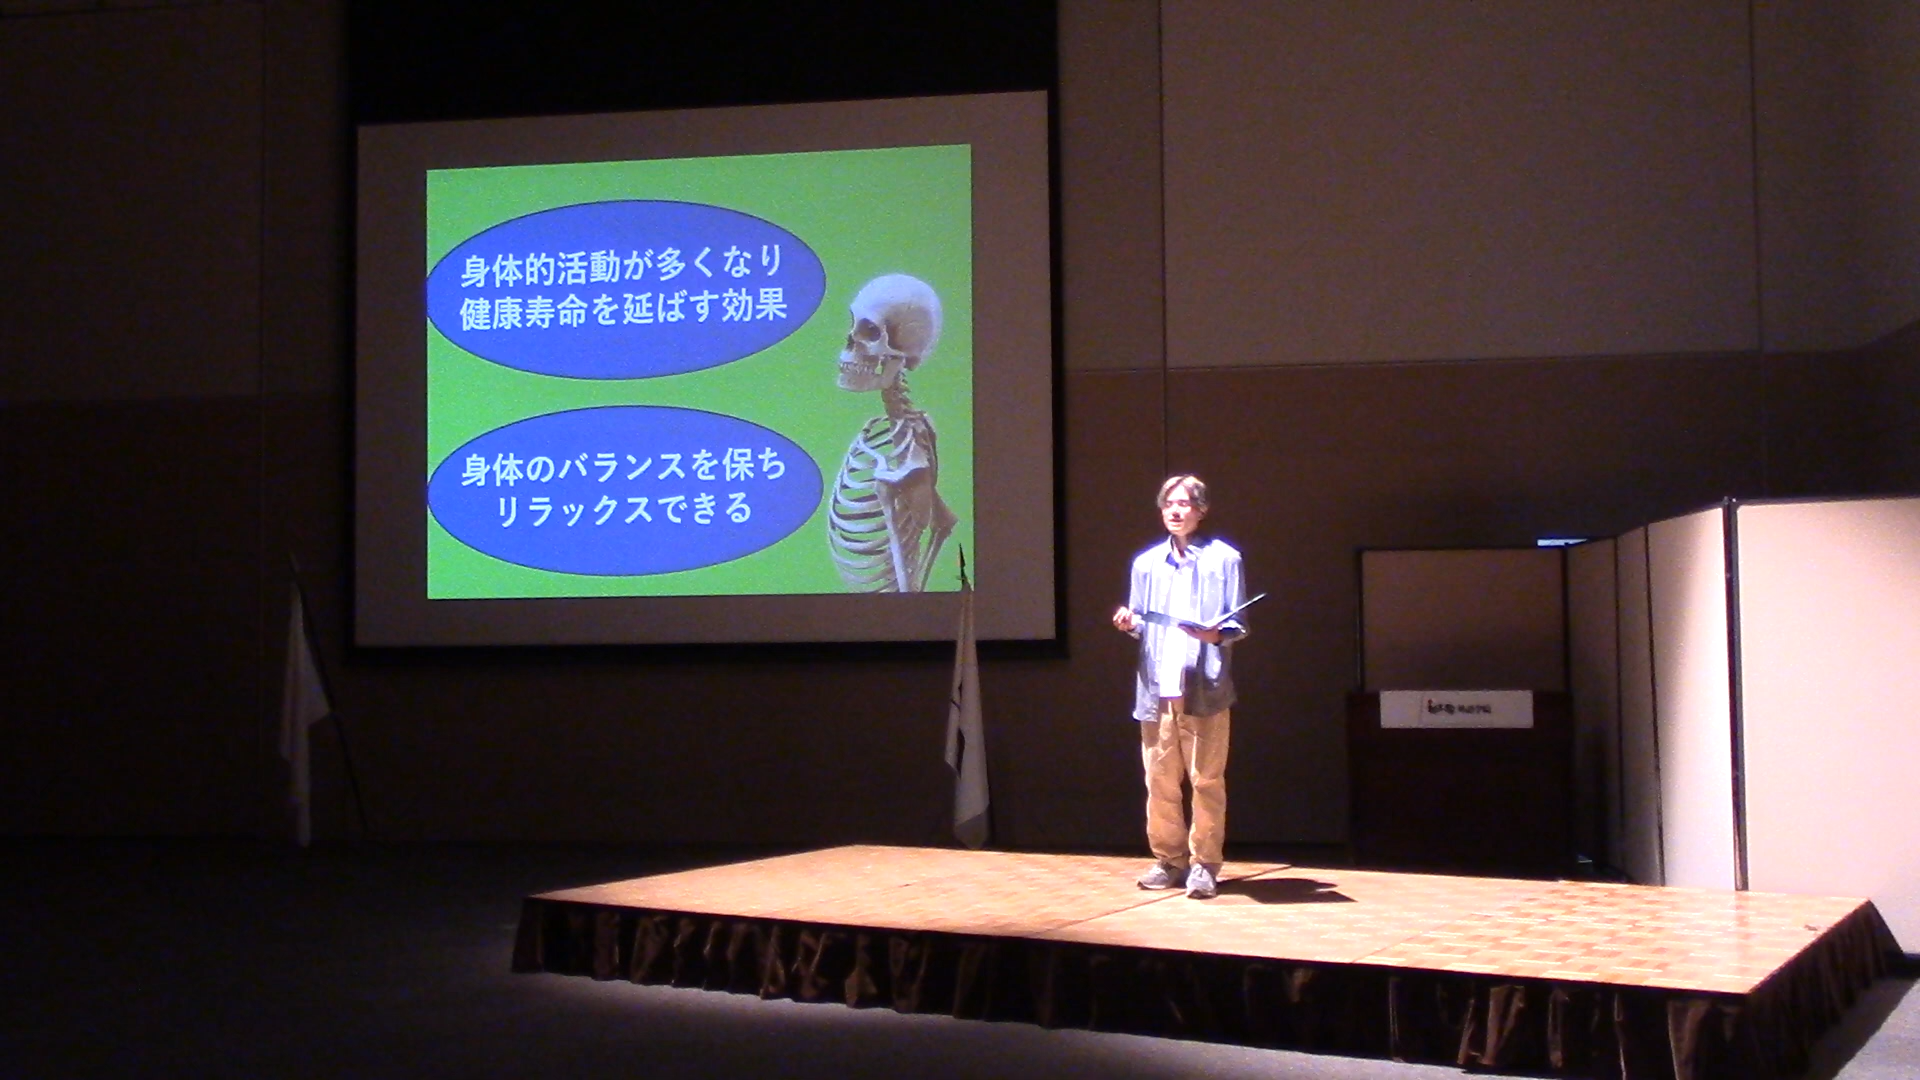 身体的活動が多くなり
健康寿命を延ばす効果
身体のバランスを保ち
リラックスできる